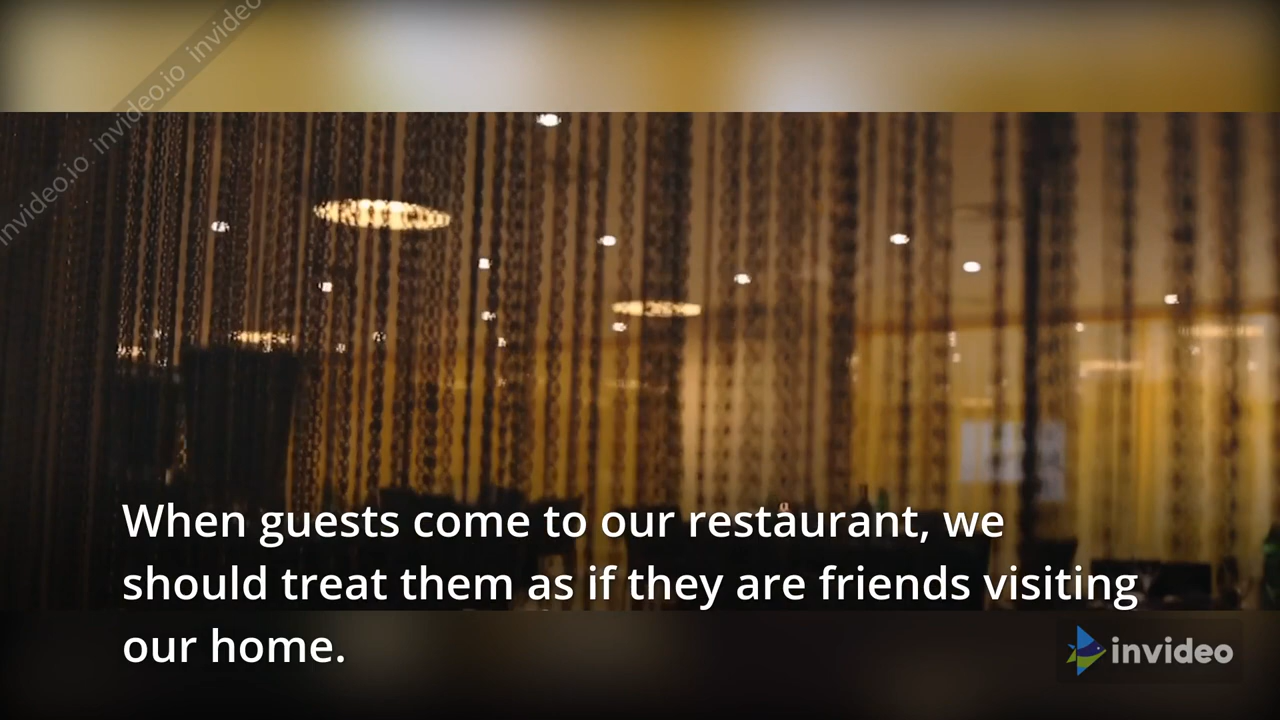 invideo.io invideo.io invideo
When guests come to our restaurant, we
should treat them as if they are friends visiting
our home.
invideo